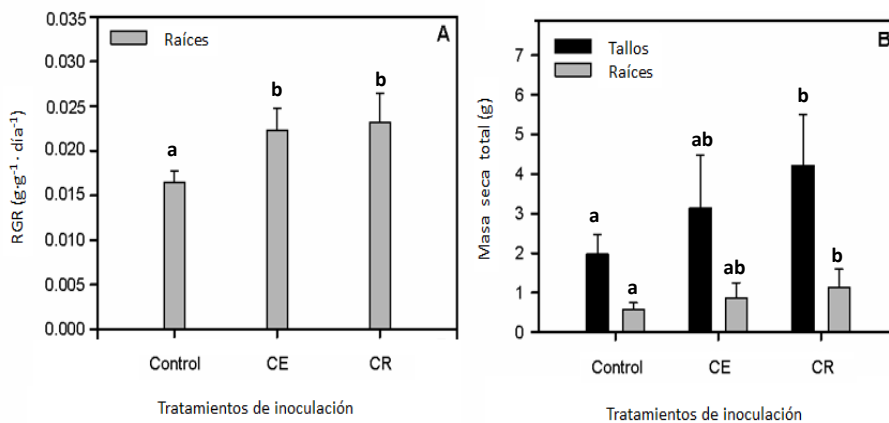 A
Raíces
RGR (g·g⁻¹ · día⁻¹)
0.035
0.030
0.025
0.020
0.015
0.010
0.005
0.000
a
b
b
Control CE CR
Tratamientos de inoculación
B
Tallos
Raíces
Masa seca total (g)
7
6
5
4
3
2
1
0
a
a
ab
ab
b
b
Control CE CR
Tratamientos de inoculación